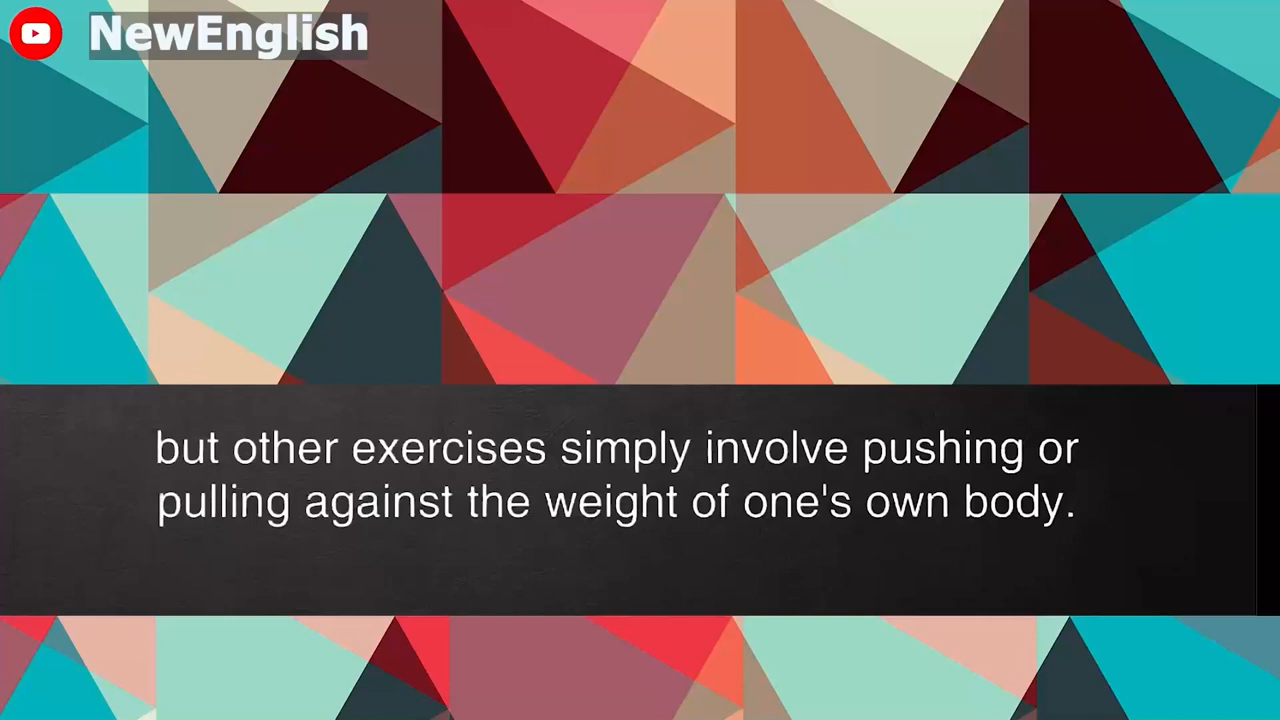 NewEnglish
but other exercises simply involve pushing or
pulling against the weight of one's own body.